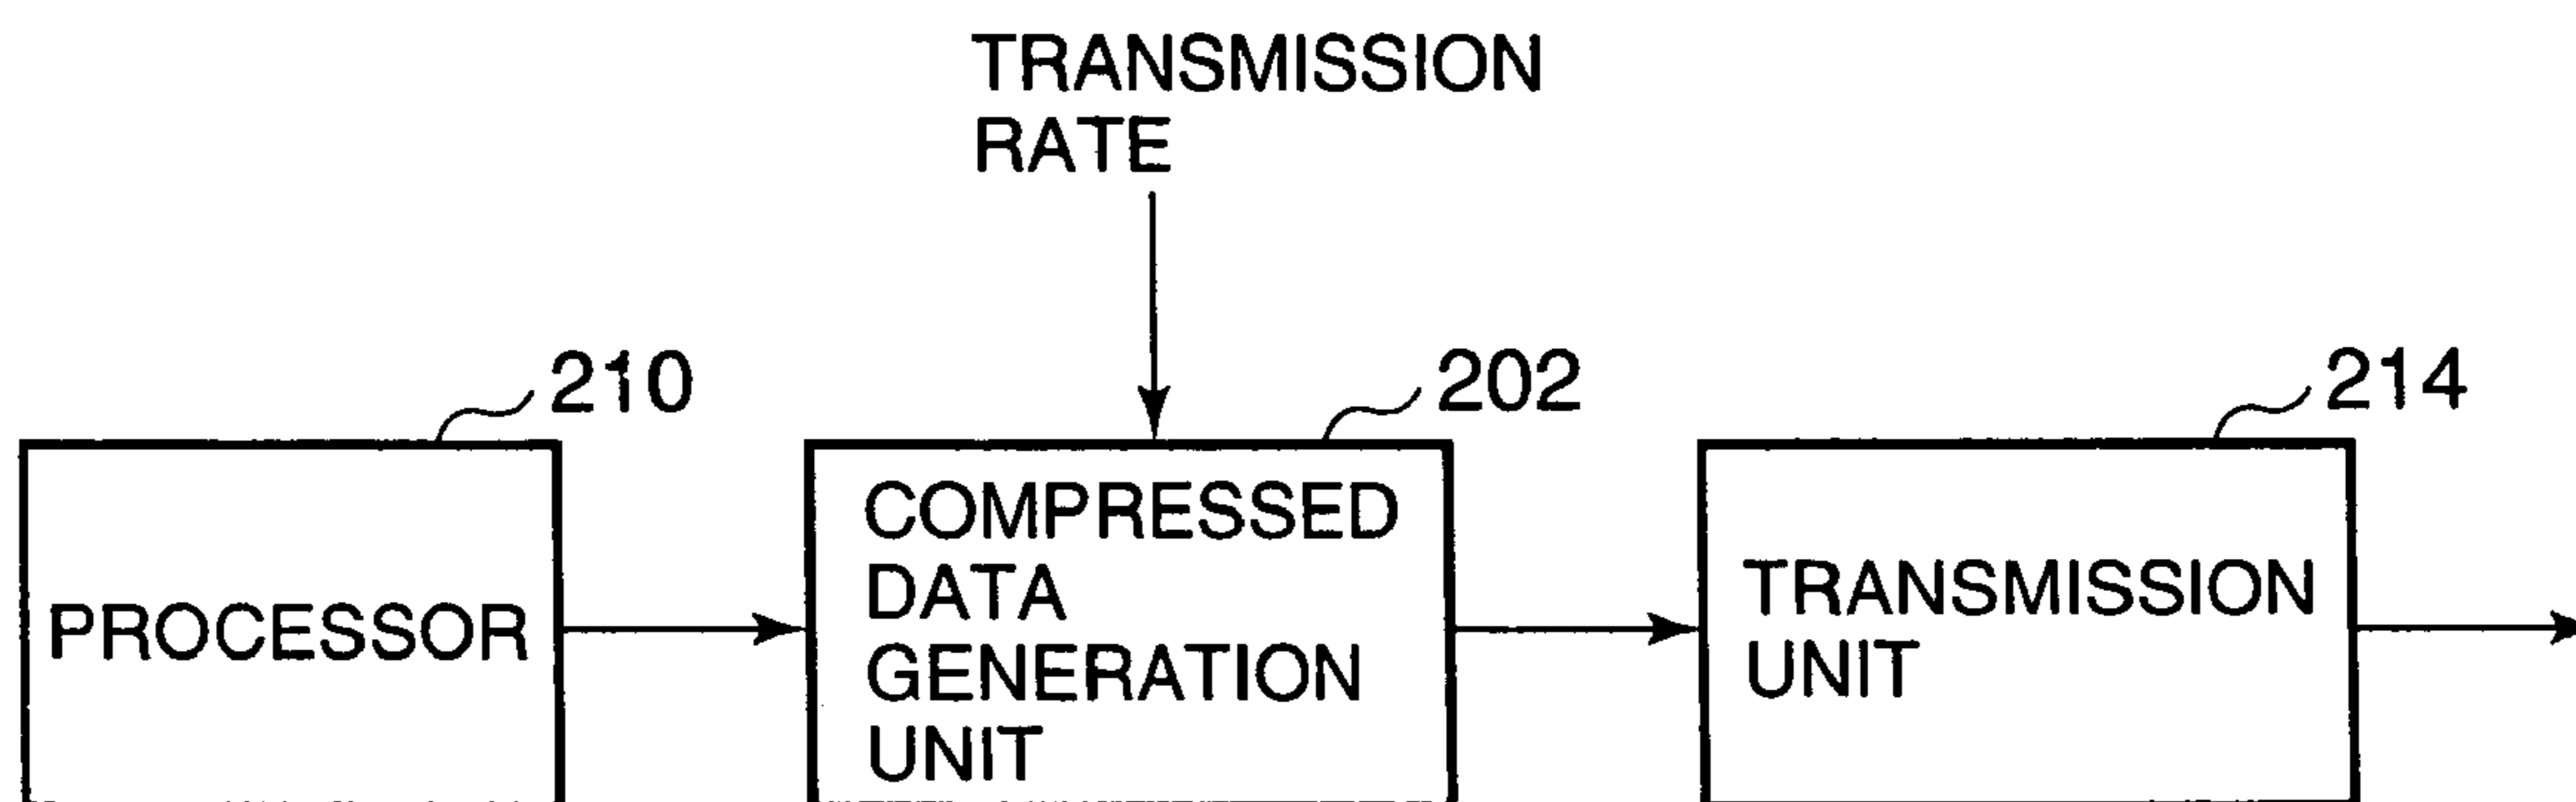 TRANSMISSION
RATE
210
202
214
PROCESSOR
COMPRESSED
DATA
GENERATION
UNIT
TRANSMISSION
UNIT